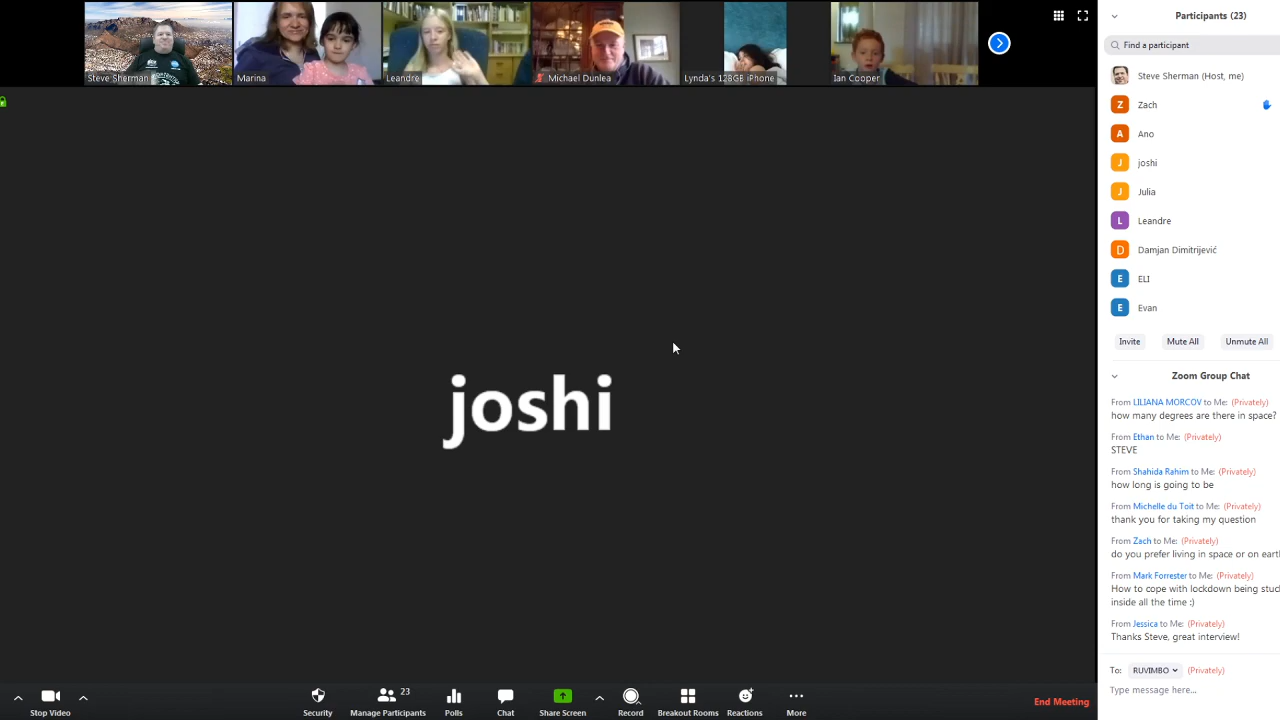 Steve Sherman
Marina
Leandre
Michael Dunlea
Lynda's 128GB iPhone
Ian Cooper
joshi
Participants (23)
Find a participant
Steve Sherman (Host, me)
Z Zach
A Ano
J joshi
J Julia
L Leandre
D Damjan Dimitrijević
E ELI
E Evan
Invite Mute All Unmute All
Zoom Group Chat
From LILIANA MORCOV to Me: (Privately)
how many degrees are there in space?
From Ethan to Me: (Privately)
STEVE
From Shahida Rahim to Me: (Privately)
how long is going to be
From Michelle du Toit to Me: (Privately)
thank you for taking my question
From Zach to Me: (Privately)
do you prefer living in space or on eart
From Mark Forrester to Me: (Privately)
How to cope with lockdown being stuc
inside all the time :)
From Jessica to Me: (Privately)
Thanks Steve, great interview!
To: RUVIMBO (Privately)
Type message here...
Stop Video Security Manage Participants 23 Polls Chat Share Screen Record Breakout Rooms Reactions More End Meeting